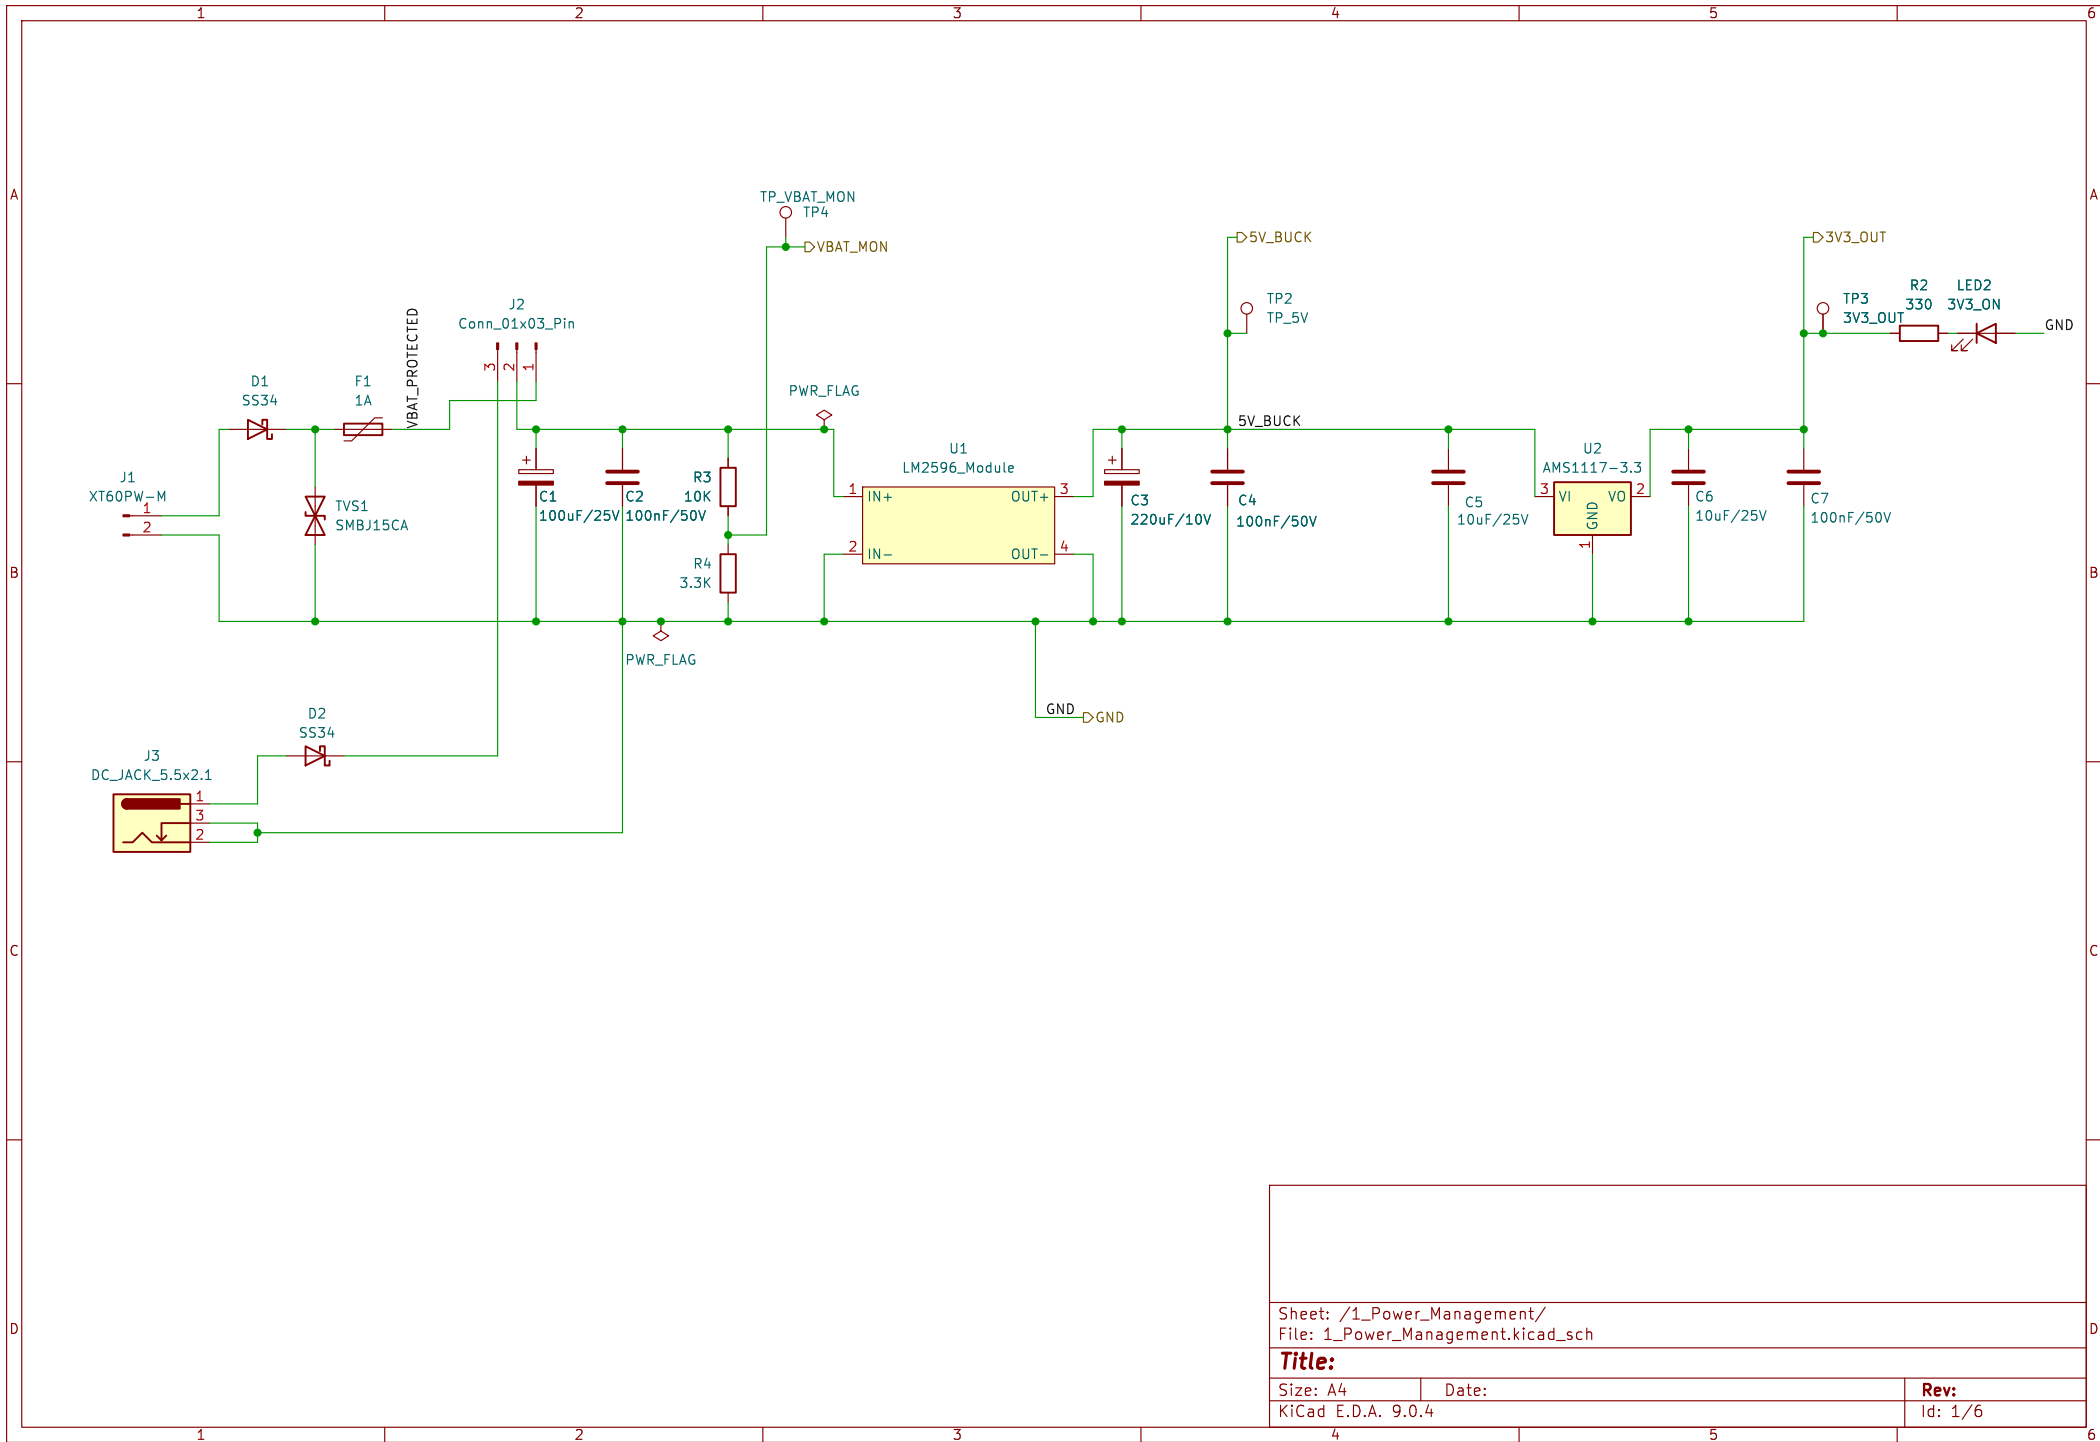 1 2 3 4 5 6
A A
TP_VBAT_MON
TP4
VBAT_MON
5V_BUCK
3V3_OUT
J2
Conn_01x03_Pin
3 2 1
VBAT_PROTECTED
TP2
TP_5V
TP3
3V3_OUT
R2
330
LED2
3V3_ON
GND
D1
SS34
F1
1A
PWR_FLAG
5V_BUCK
J1
XT60PW-M
1
2
TVS1
SMBJ15CA
+
C1
100uF/25V
C2
100nF/50V
R3
10K
R4
3.3K
U1
LM2596_Module
1 IN+ OUT+ 3
2 IN- OUT- 4
+
C3
220uF/10V
C4
100nF/50V
C5
10uF/25V
U2
AMS1117-3.3
3 VI VO 2
GND
1
C6
10uF/25V
C7
100nF/50V
B B
PWR_FLAG
GND
GND
D2
SS34
J3
DC_JACK_5.5x2.1
1
3
2
C C
D D
Sheet: /1_Power_Management/
File: 1_Power_Management.kicad_sch
Title:
Size: A4 Date: Rev:
KiCad E.D.A. 9.0.4 Id: 1/6
1 2 3 4 5 6